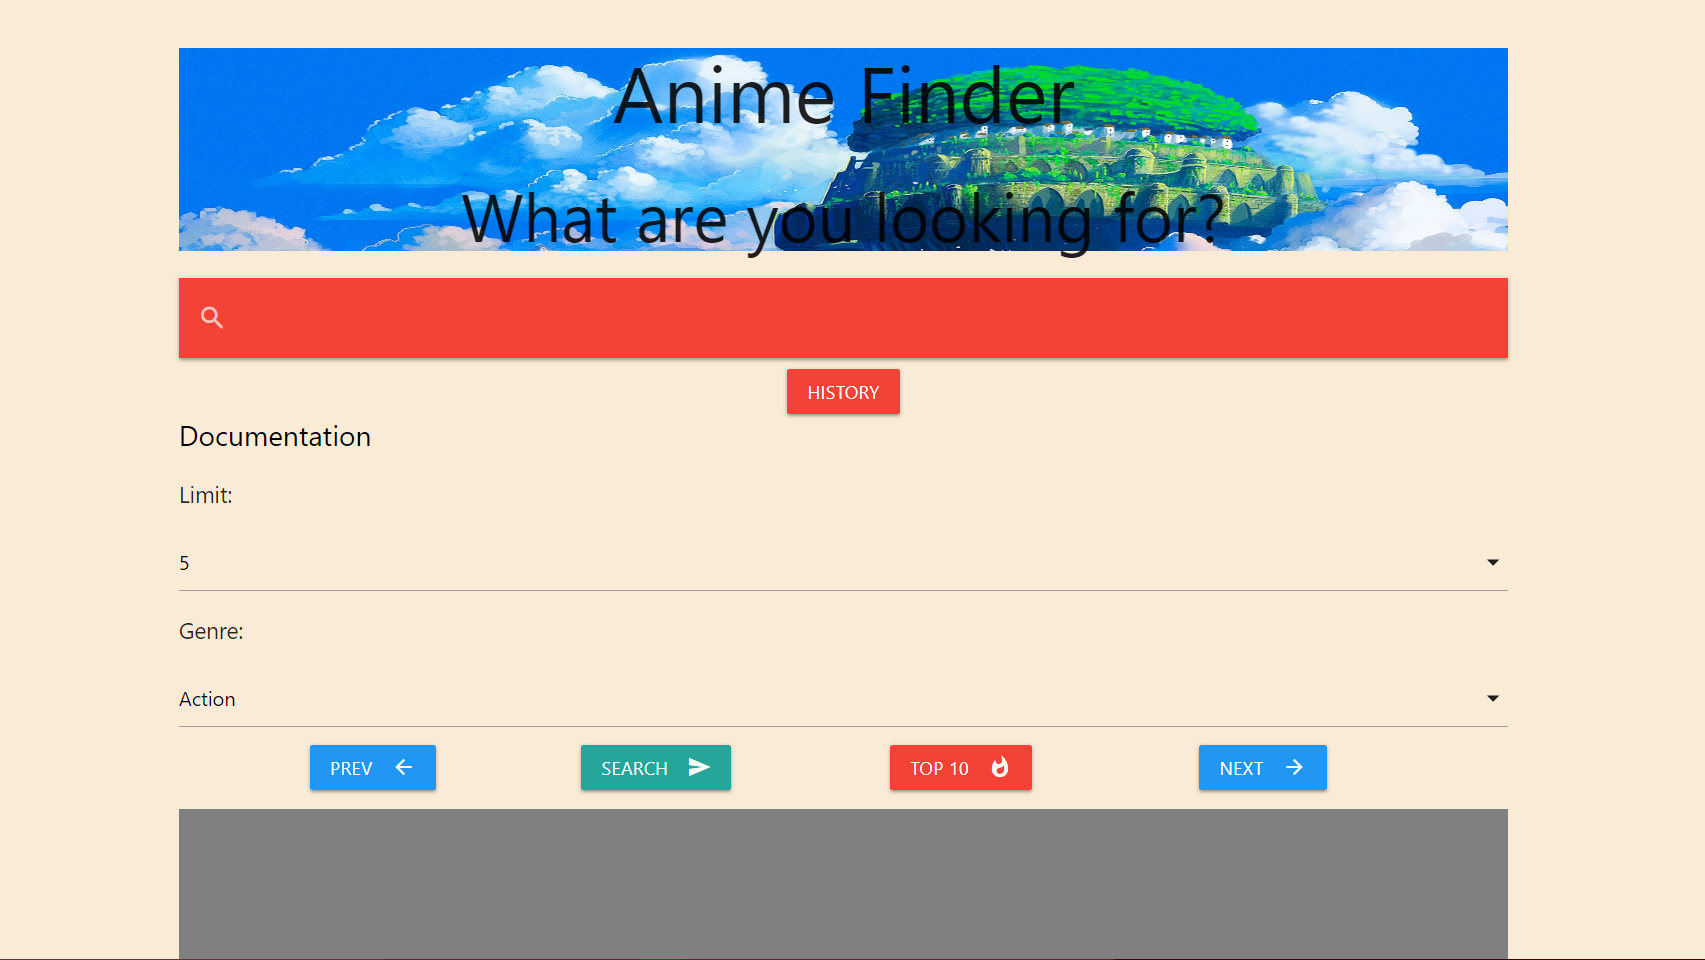 Anime Finder
What are you looking for?
HISTORY
Documentation
Limit:
5
Genre:
Action
PREV
SEARCH
TOP 10
NEXT